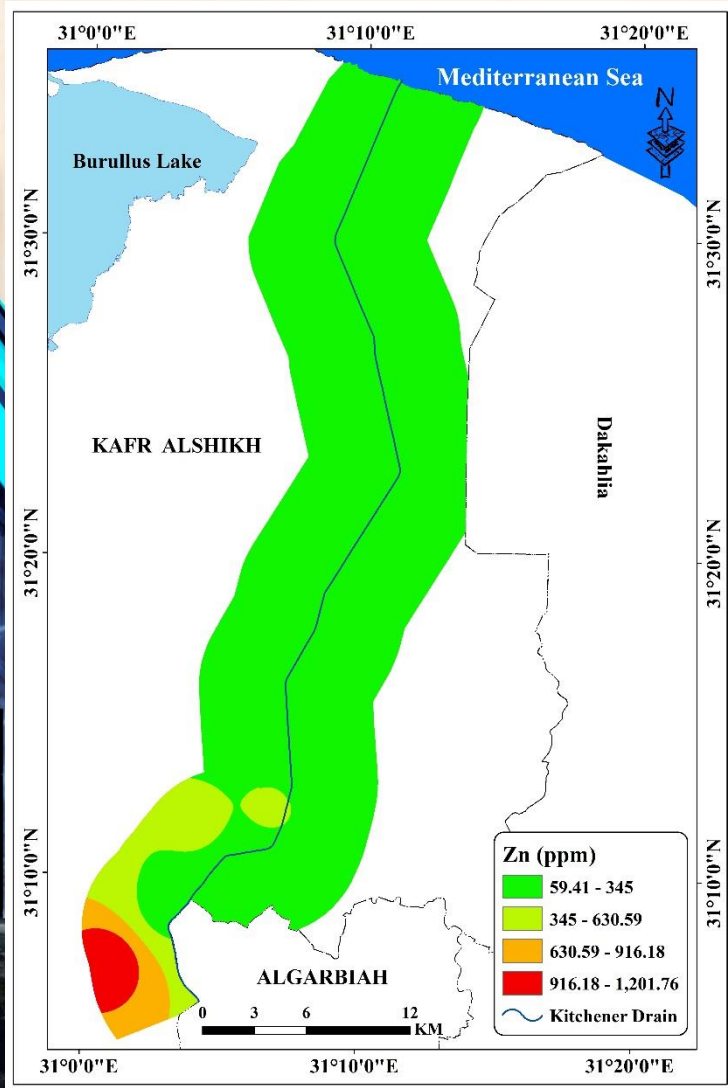 31°0'0"E
31°10'0"E
31°20'0"E
Mediterranean Sea
N
Burullus Lake
31°30'0"N
31°30'0"N
KAFR ALSHIKH
Dakahlia
31°20'0"N
31°20'0"N
31°10'0"N
31°10'0"N
Zn (ppm)
59.41 - 345
345 - 630.59
630.59 - 916.18
916.18 - 1,201.76
Kitchener Drain
ALGARBIAH
0 3 6 12
KM
31°0'0"E
31°10'0"E
31°20'0"E